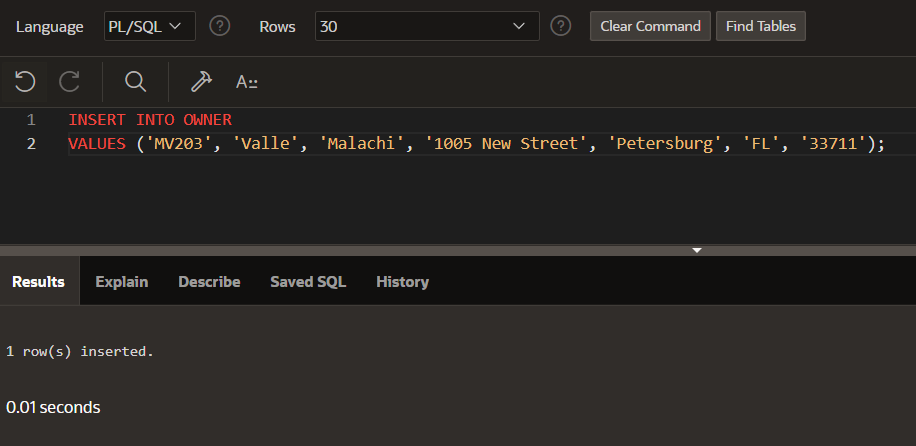 Language PL/SQL ? Rows 30 ? Clear Command Find Tables
A::
1 INSERT INTO OWNER
2 VALUES ('MV203', 'Valle', 'Malachi', '1005 New Street', 'Petersburg', 'FL', '33711');
Results Explain Describe Saved SQL History
1 row(s) inserted.
0.01 seconds